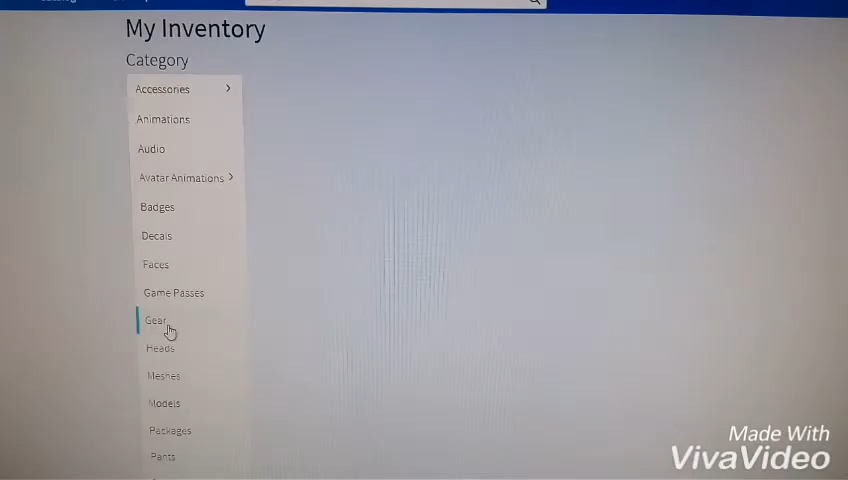 My Inventory
Category
Accessories
Animations
Audio
Avatar Animations
Badges
Decals
Faces
Game Passes
Gear
Heads
Meshes
Models
Packages
Pants
Made With
VivaVideo